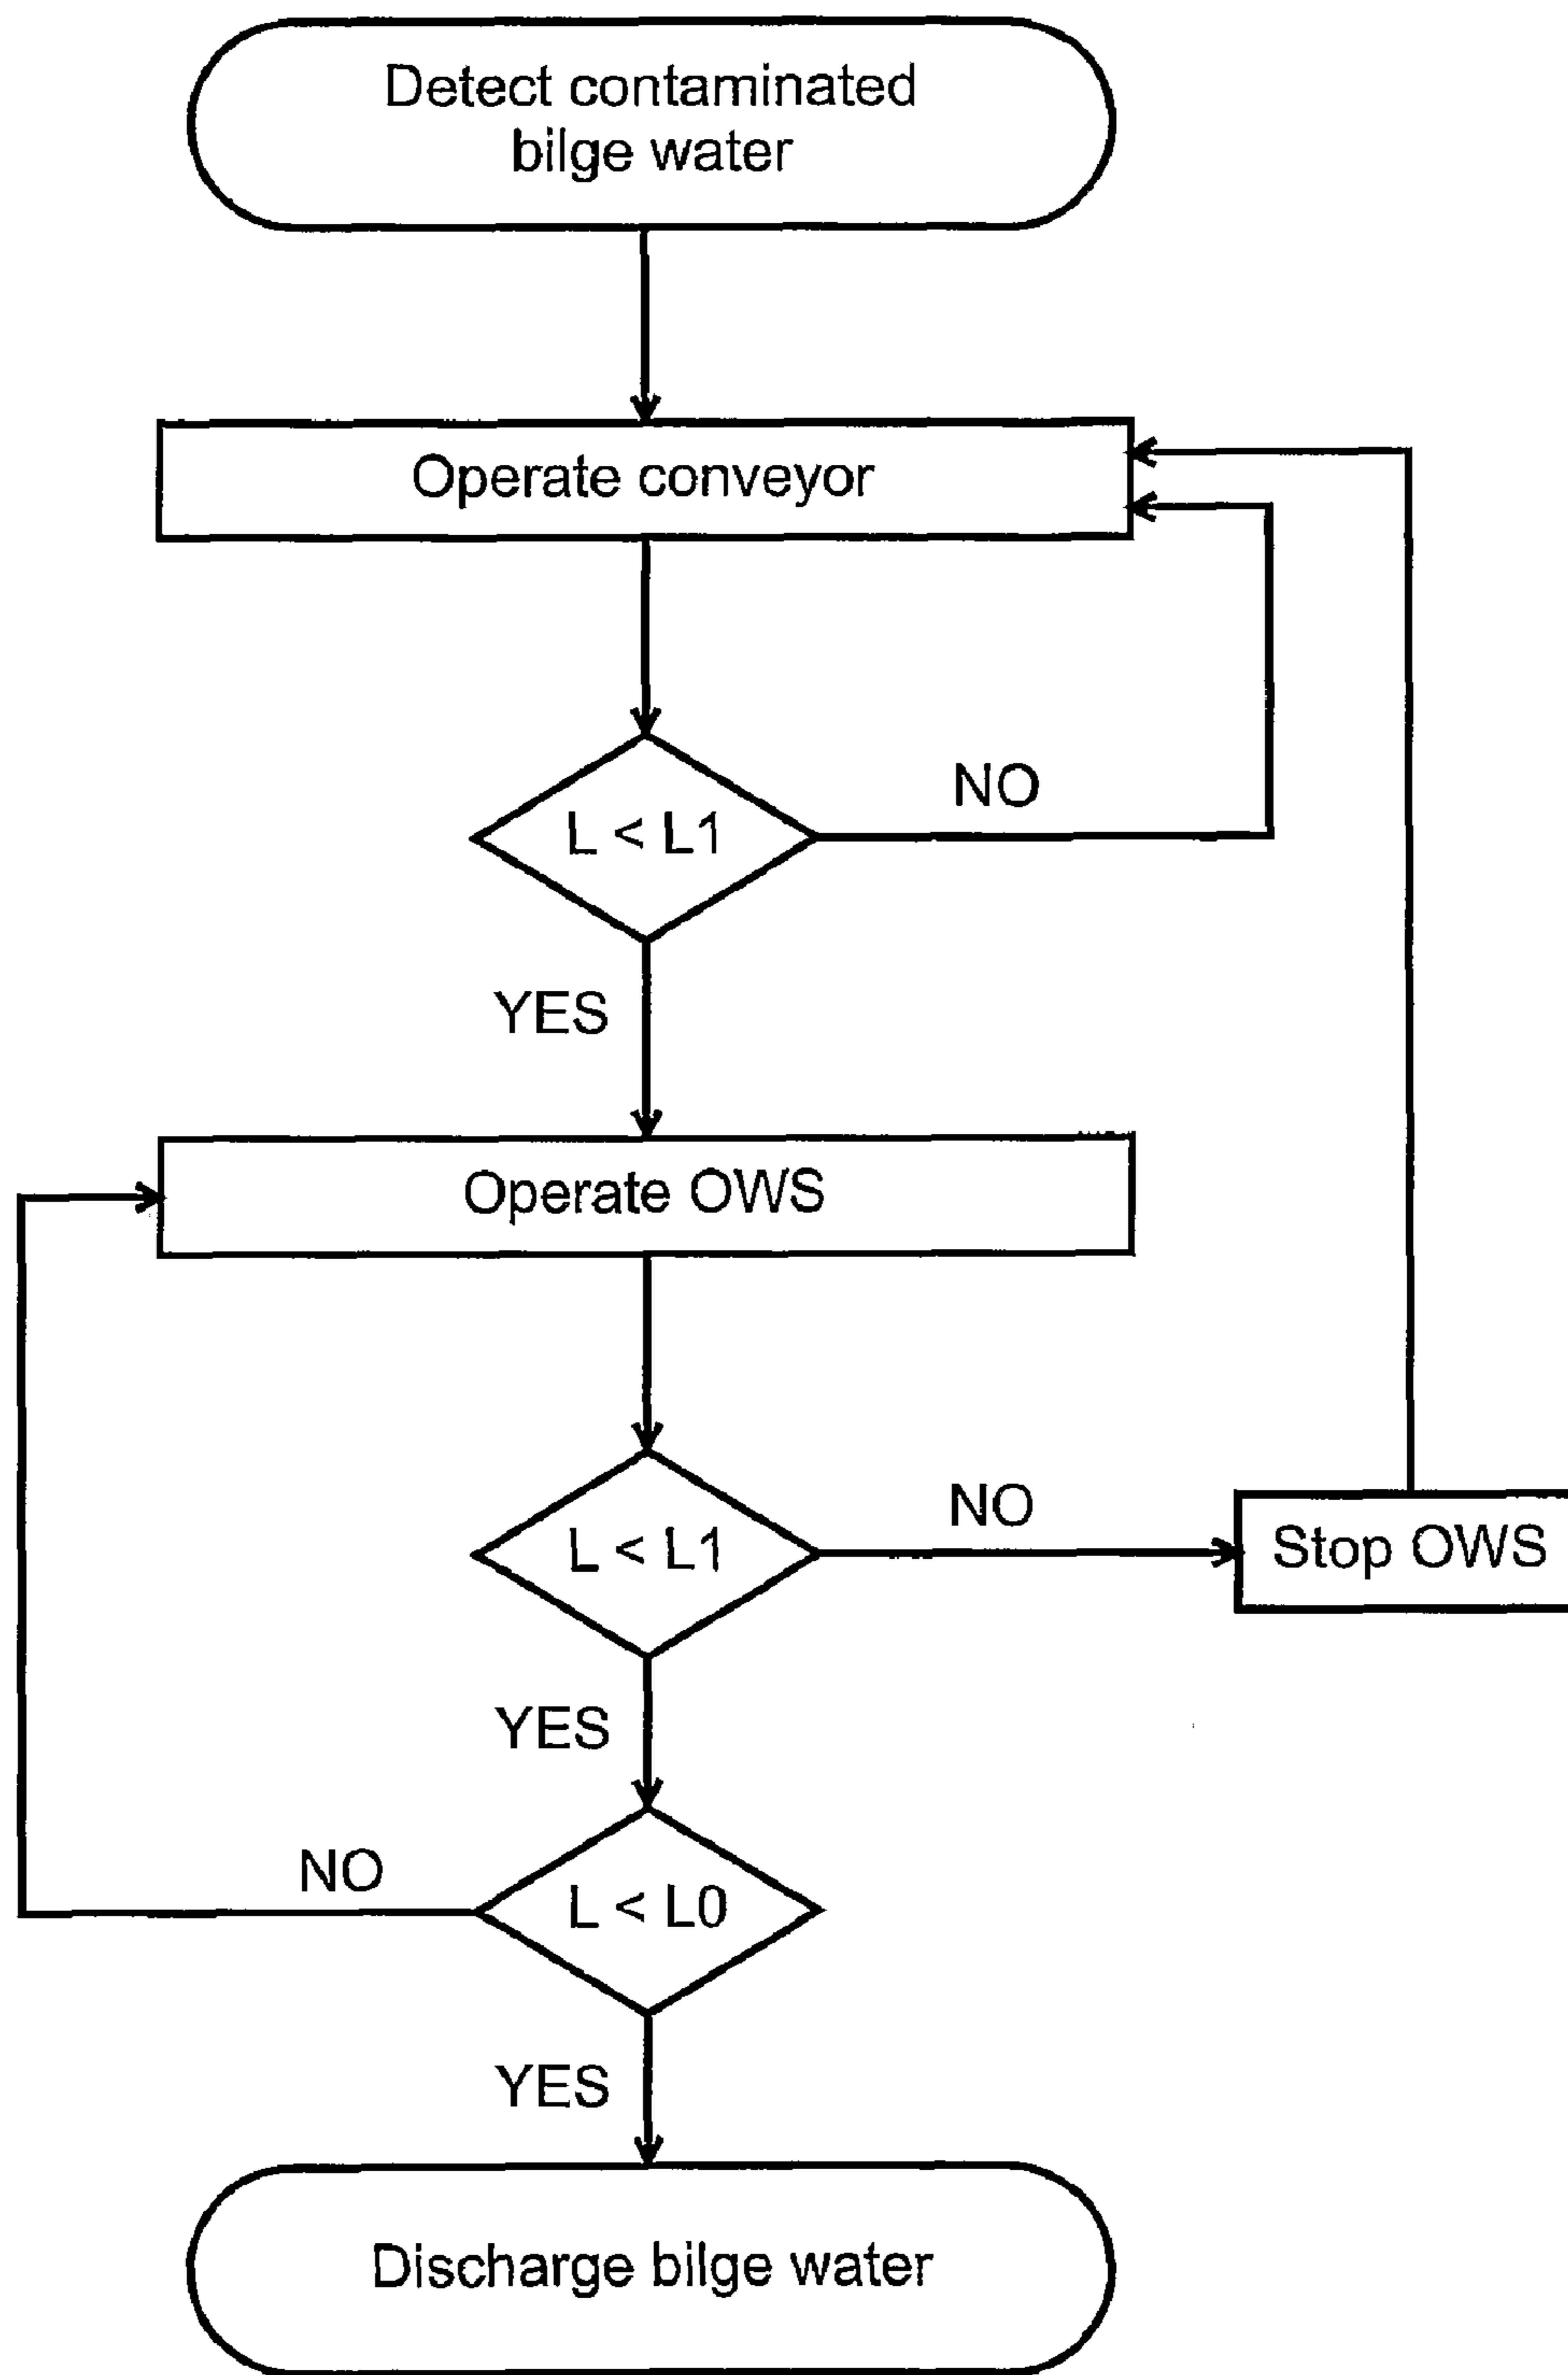 Detect contaminated
bilge water
Operate conveyor
L < L1
NO
YES
Operate OWS
L < L1
NO
Stop OWS
YES
L < L0
NO
YES
Discharge bilge water